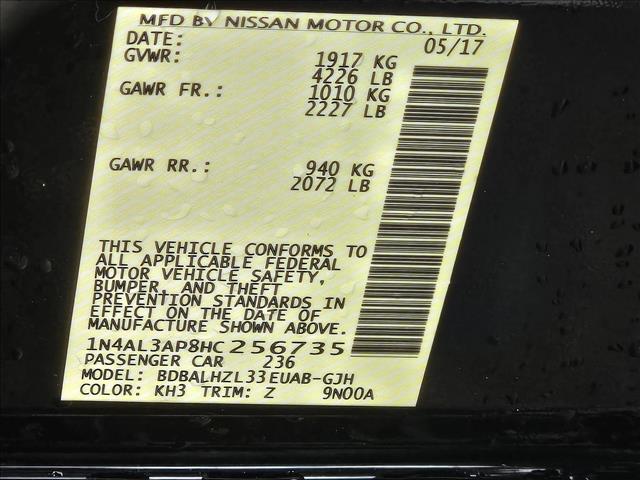 MFD BY NISSAN MOTOR CO., LTD.
DATE: 05/17
GVWR: 1917 KG
4226 LB
GAWR FR.: 1010 KG
2227 LB
GAWR RR.: 940 KG
2072 LB
THIS VEHICLE CONFORMS TO
ALL APPLICABLE FEDERAL
MOTOR VEHICLE SAFETY,
BUMPER, AND THEFT
PREVENTION STANDARDS IN
EFFECT ON THE DATE OF
MANUFACTURE SHOWN ABOVE.
1N4AL3AP8HC256735
PASSENGER CAR 236
MODEL: BDBALHZL33EUAB-GJH
COLOR: KH3 TRIM: Z 9N00A